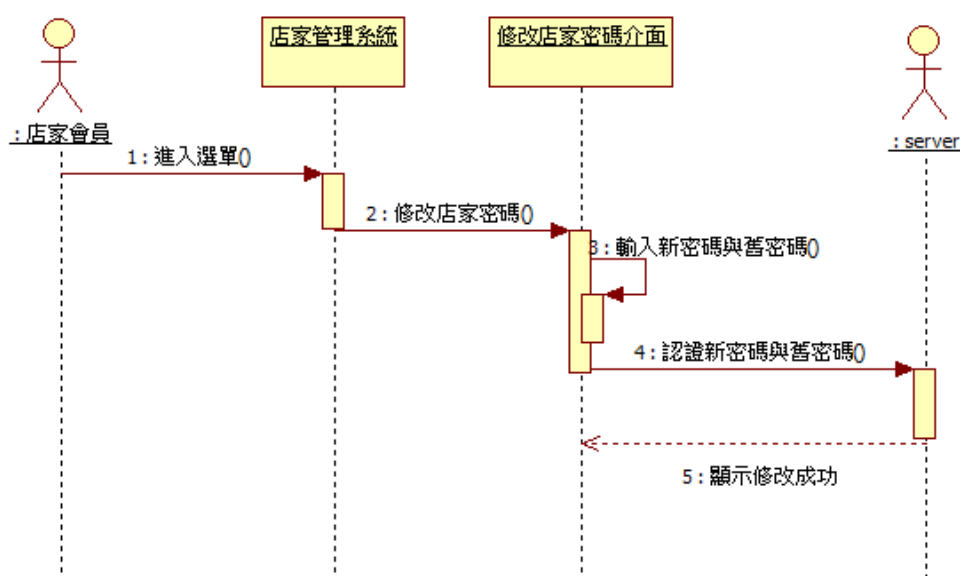 店家管理系統
修改店家密碼介面
: 店家會員
: server
1 : 進入選單()
2 : 修改店家密碼()
3 : 輸入新密碼與舊密碼()
4 : 認證新密碼與舊密碼()
5 : 顯示修改成功